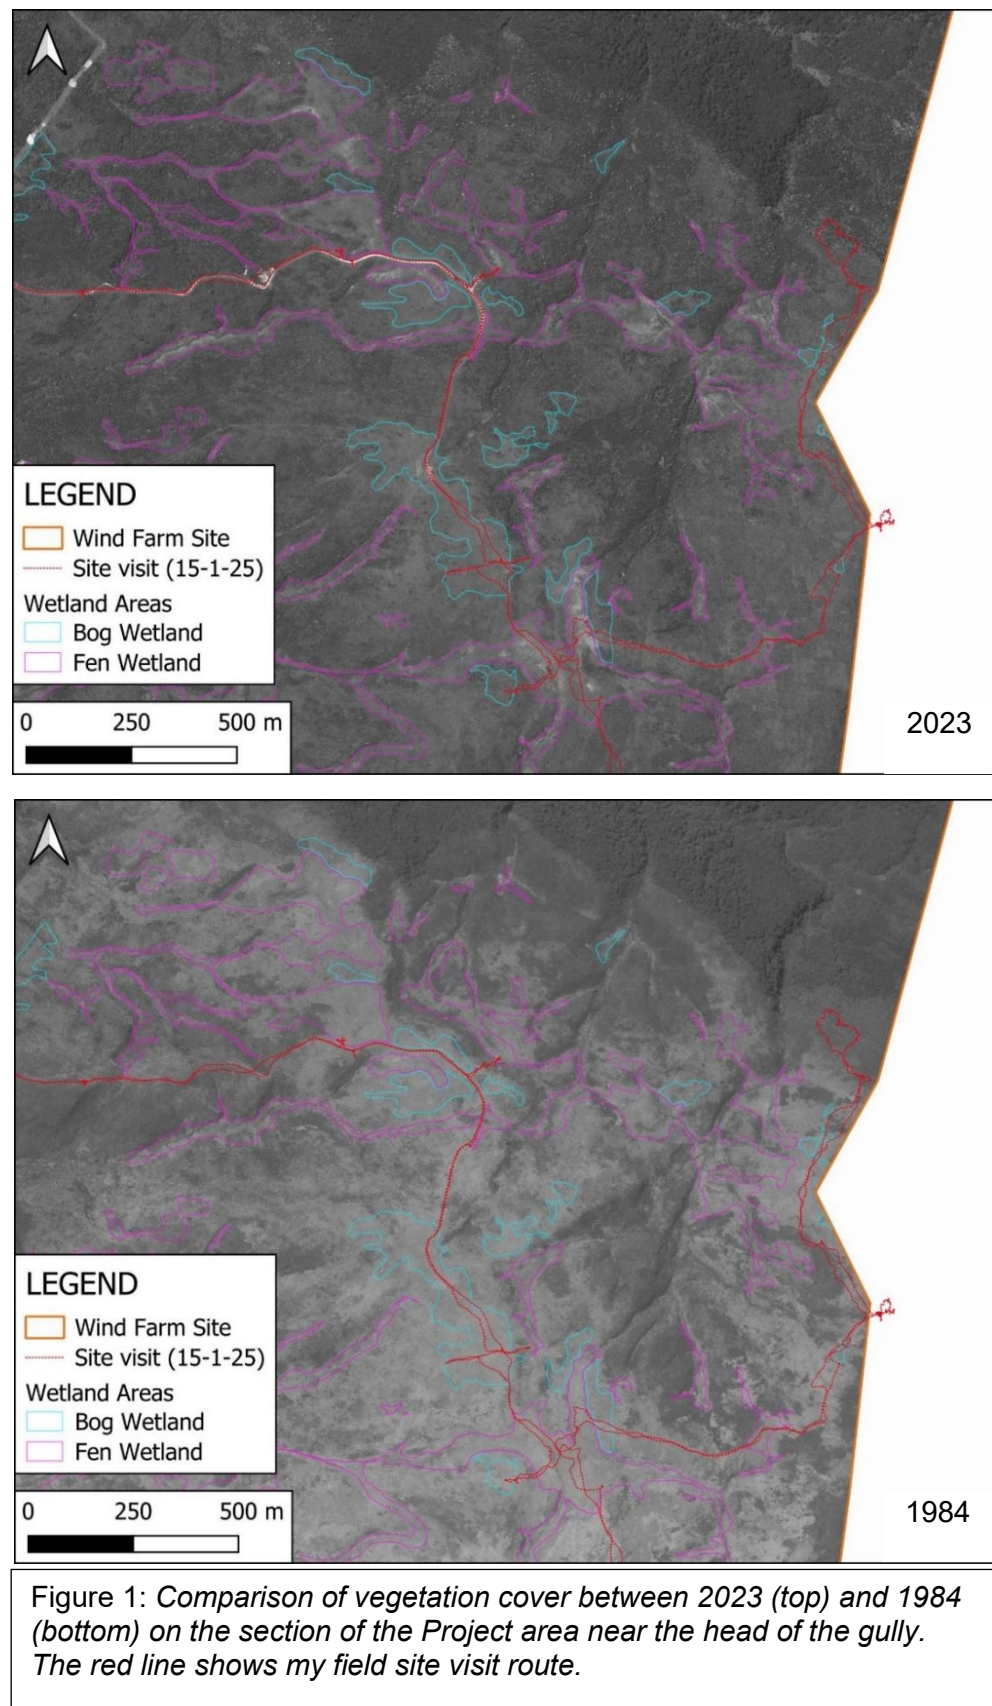 LEGEND
Wind Farm Site
Site visit (15-1-25)
Wetland Areas
Bog Wetland
Fen Wetland
0 250 500 m
2023
LEGEND
Wind Farm Site
Site visit (15-1-25)
Wetland Areas
Bog Wetland
Fen Wetland
0 250 500 m
1984
Figure 1: Comparison of vegetation cover between 2023 (top) and 1984
(bottom) on the section of the Project area near the head of the gully.
The red line shows my field site visit route.